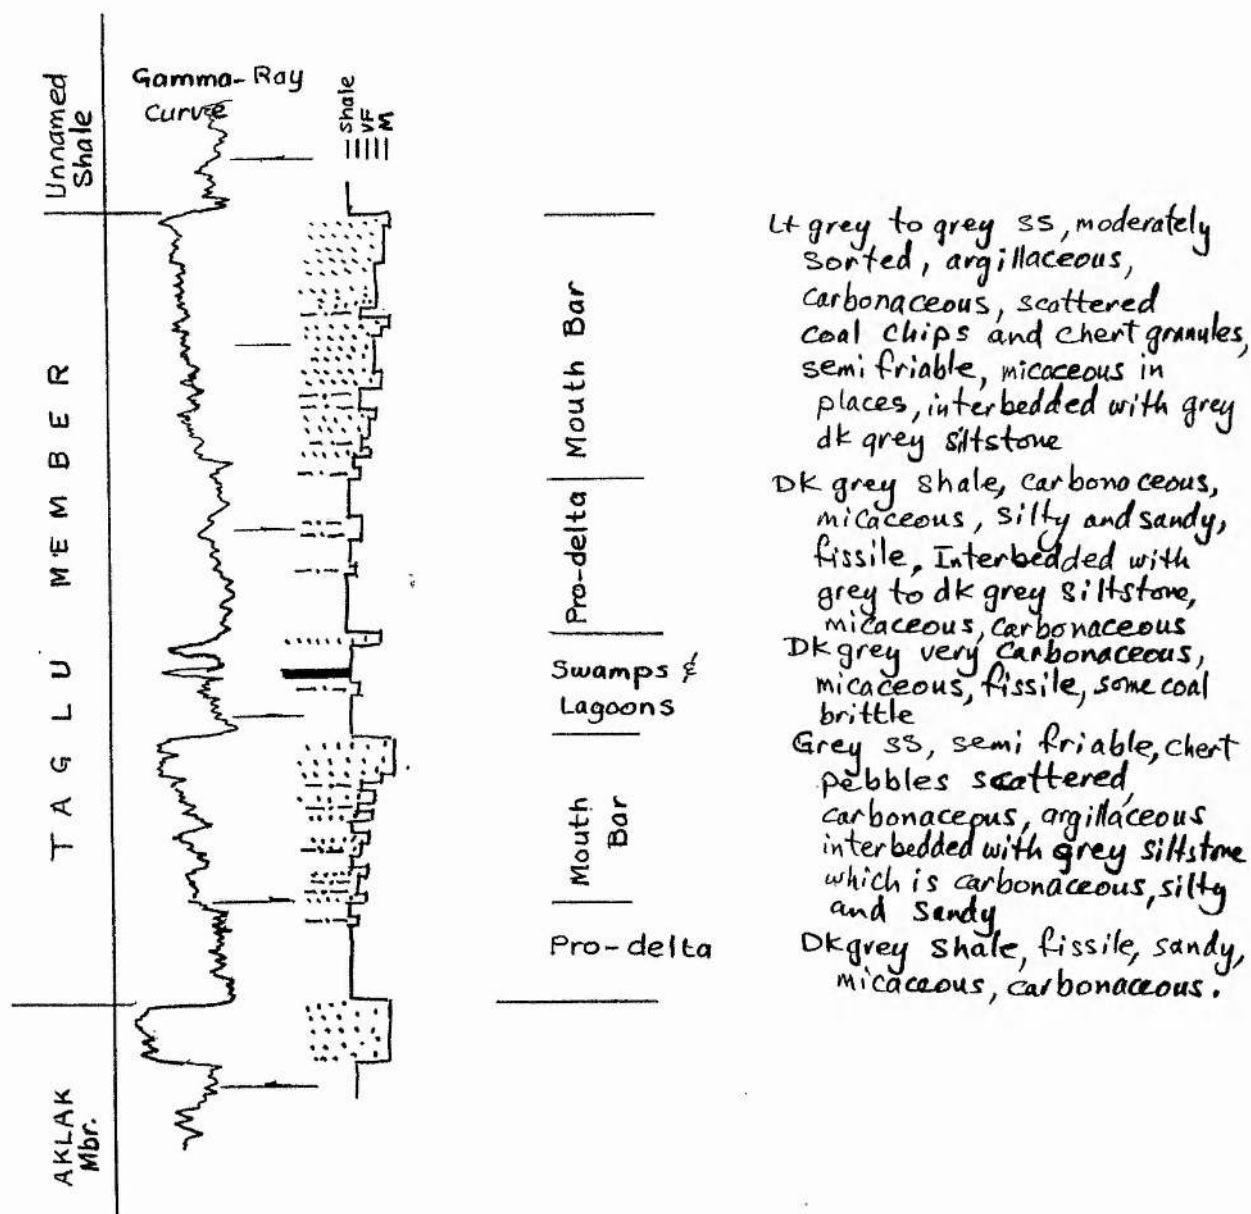 Unnamed
Shale
Gamma-Ray
Curve
Shale
VF
M
TAGLU MEMBER
AKLAK
Mbr.
Mouth Bar
Pro-delta
Swamps &
Lagoons
Mouth
Bar
Pro-delta
Lt grey to grey ss, moderately
sorted, argillaceous,
carbonaceous, scattered
coal chips and chert granules,
semi friable, micaceous in
places, interbedded with grey
dk grey siltstone
DK grey shale, carbonoceous,
micaceous, silty and sandy,
fissile, Interbedded with
grey to dk grey siltstone,
micaceous, carbonaceous
DK grey very carbonaceous,
micaceous, fissile, some coal
brittle
Grey ss, semi friable, chert
pebbles scattered,
carbonaceous, argillaceous
interbedded with grey siltstone
which is carbonaceous, silty
and sandy
DK grey shale, fissile, sandy,
micaceous, carbonaceous.